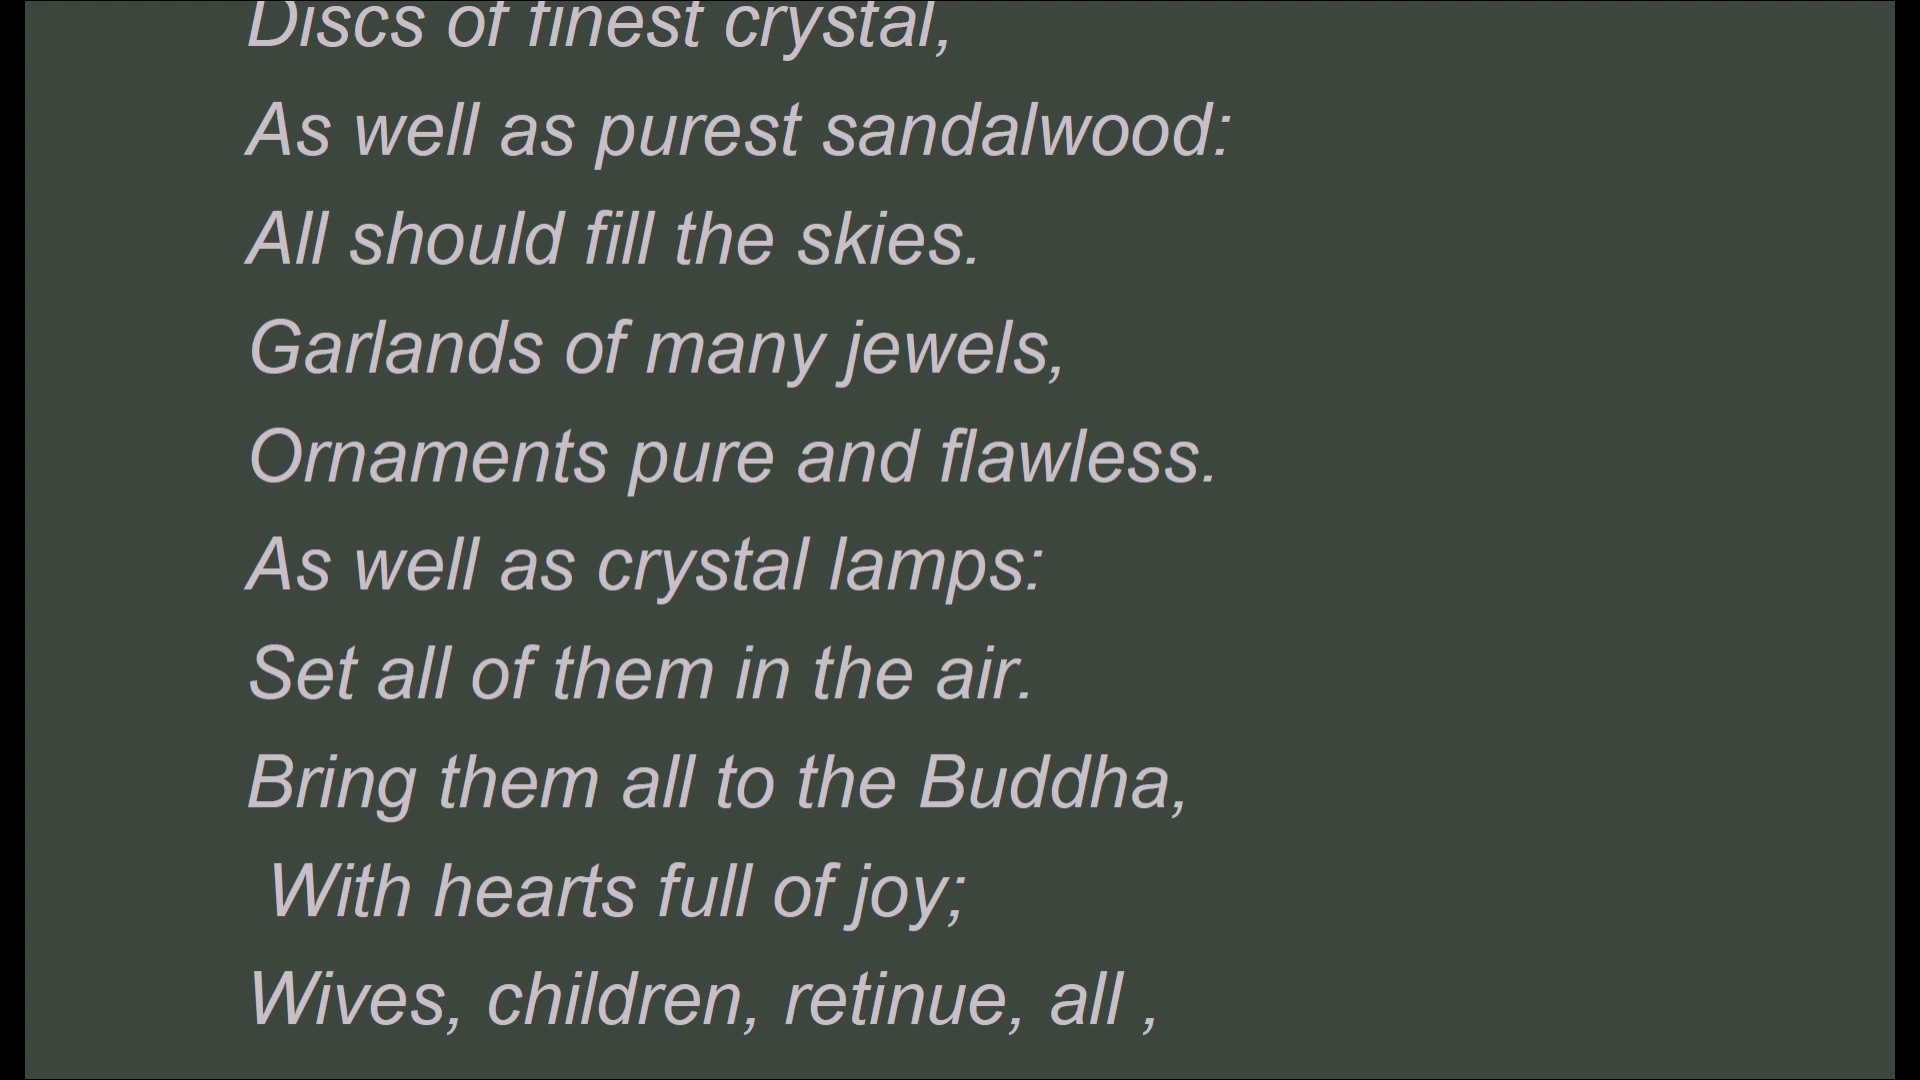 Discs of finest crystal,
As well as purest sandalwood:
All should fill the skies.
Garlands of many jewels,
Ornaments pure and flawless.
As well as crystal lamps:
Set all of them in the air.
Bring them all to the Buddha,
With hearts full of joy;
Wives, children, retinue, all ,